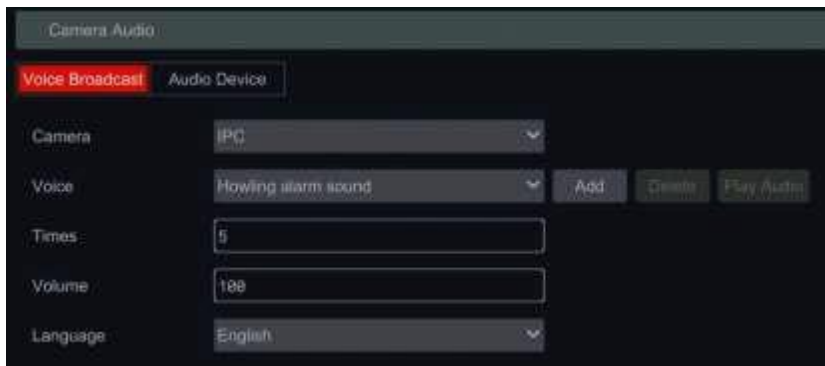 Camera Audio
Voice Broadcast Audio Device
Camera IPC
Voice Howling alarm sound Add Delete Play Audio
Times 5
Volume 100
Language English